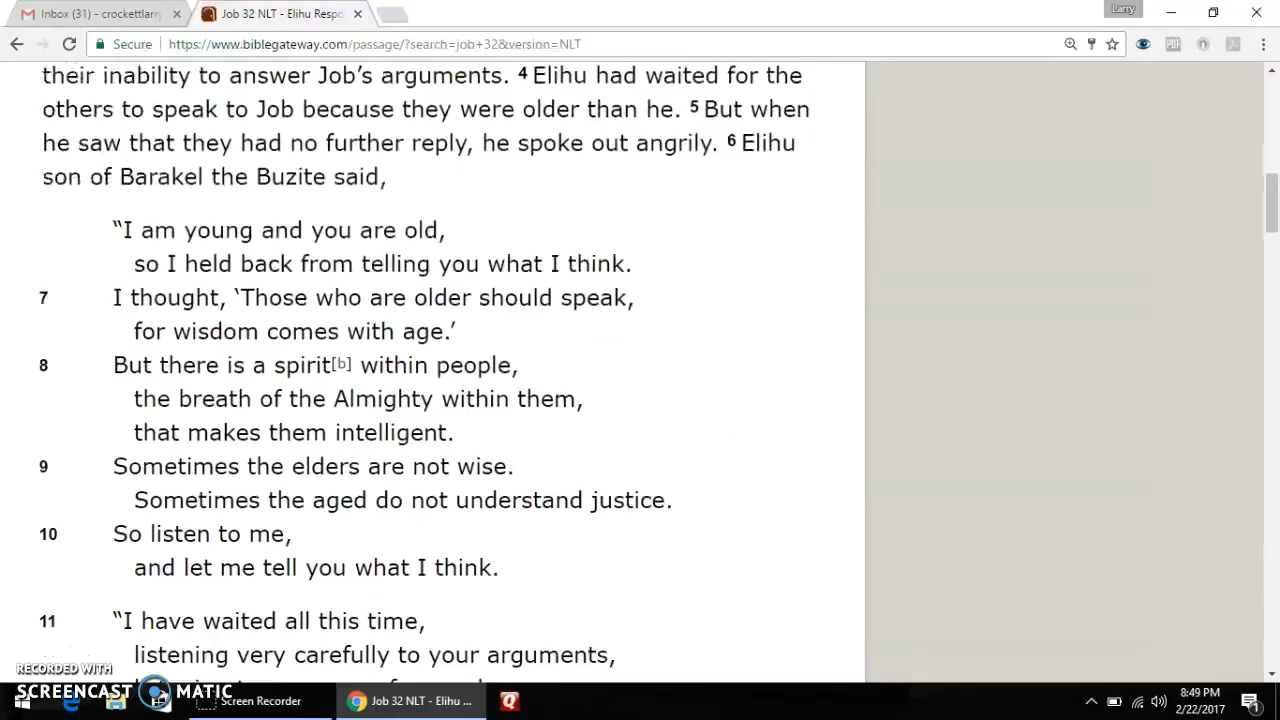 Inbox (31) - crockettlarr
Job 32 NLT - Elihu Respo
Larry
Secure
https://www.biblegateway.com/passage/?search=job+32&version=NLT
their inability to answer Job's arguments. 4 Elihu had waited for the
others to speak to Job because they were older than he. 5 But when
he saw that they had no further reply, he spoke out angrily. 6 Elihu
son of Barakel the Buzite said,
“I am young and you are old,
so I held back from telling you what I think.
7 I thought, ‘Those who are older should speak,
for wisdom comes with age.’
8 But there is a spirit[b] within people,
the breath of the Almighty within them,
that makes them intelligent.
9 Sometimes the elders are not wise.
Sometimes the aged do not understand justice.
10 So listen to me,
and let me tell you what I think.
11 “I have waited all this time,
listening very carefully to your arguments,
RECORDED WITH
SCREENCAST MATIC
Screen Recorder
Job 32 NLT - Elihu ...
8:49 PM
2/22/2017